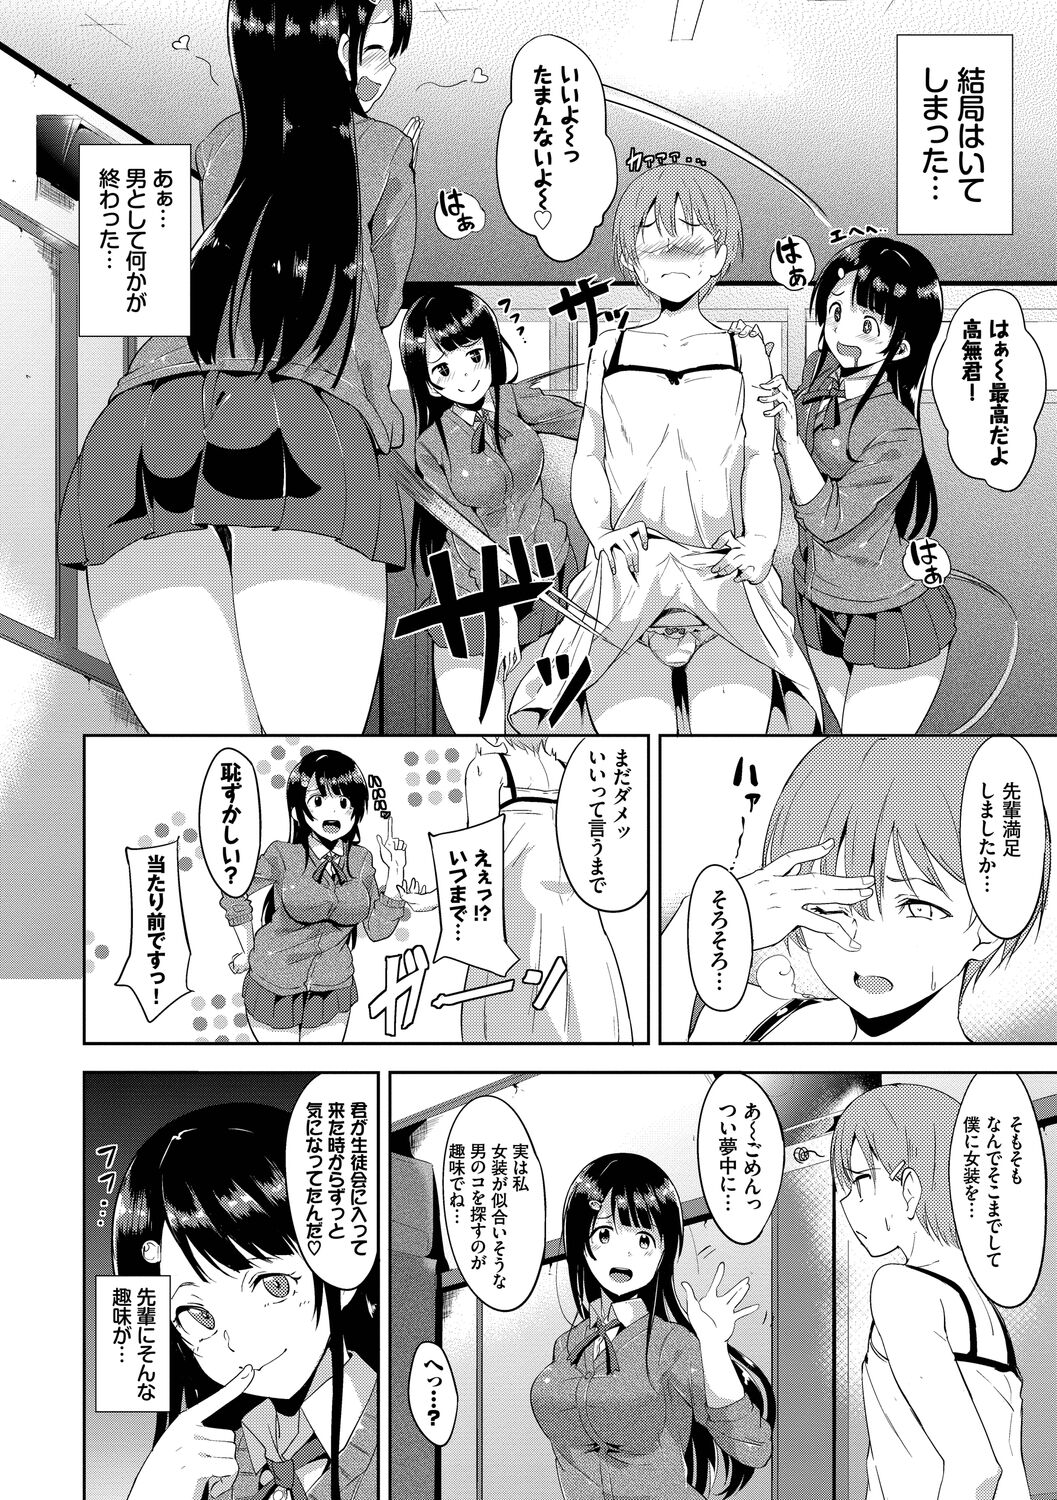 結局はいて
しまった…
はぁ〜最高だよ
高無君！
エヘヘ…
はぁ
はぁ
カァァァ…
いいよ〜っ
たまんないよ〜♡
はぁ
サッ
フフフ
ザッ
あぁ…
男として何かが
終わった…
先輩満足
しましたか…
そろそろ…
ハァ…
まだダメッ
いいって言うまで
えぇっ!?
いつまで…
ガーン
恥ずかしい？
当たり前ですっ！
そもそも
なんでそこまでして
僕に女装を…
あ〜ごめんっ
つい夢中に…
実は私
女装が似合いそうな
男のコを探すのが
趣味でね…
へっ…？
君が生徒会に入って
来た時からずっと
気になってたんだ♡
フフ…
先輩にそんな
趣味が…